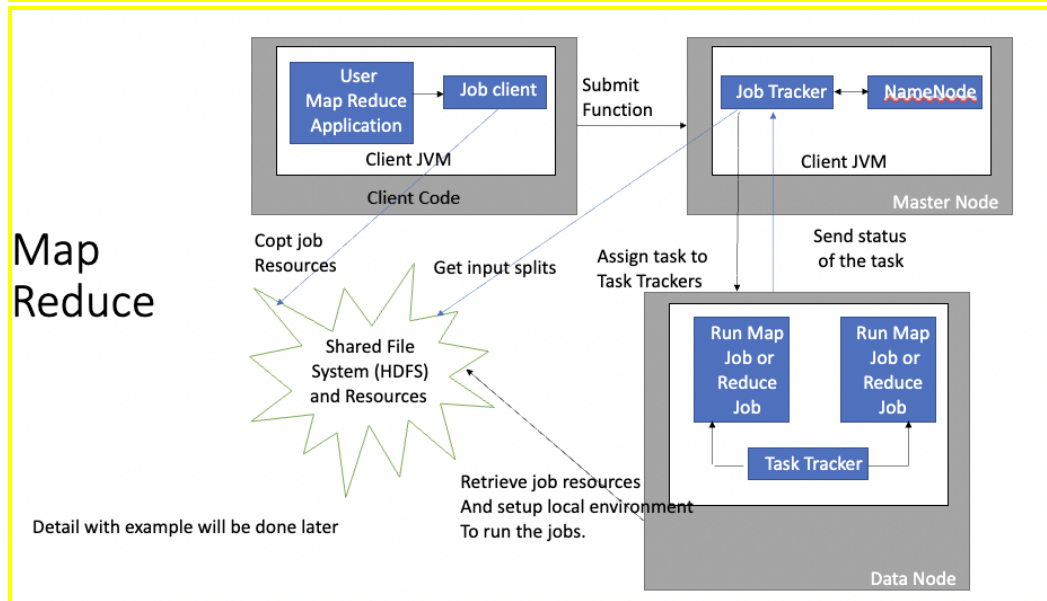 Map
Reduce
User
Map Reduce
Application
Job client
Client JVM
Client Code
Submit
Function
Job Tracker
NameNode
Client JVM
Master Node
Copt job
Resources
Get input splits
Assign task to
Task Trackers
Send status
of the task
Shared File
System (HDFS)
and Resources
Run Map
Job or
Reduce
Job
Run Map
Job or
Reduce
Job
Task Tracker
Retrieve job resources
And setup local environment
To run the jobs.
Data Node
Detail with example will be done later